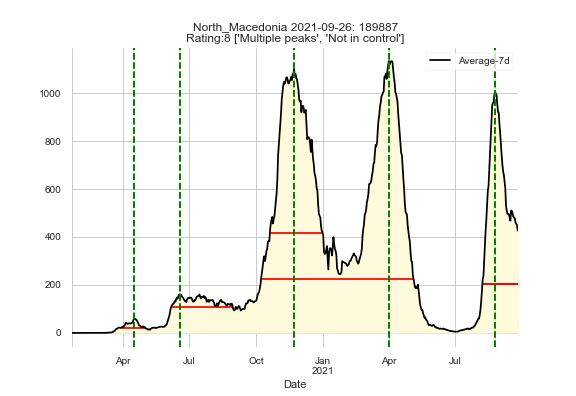 North_Macedonia 2021-09-26: 189887
Rating:8 ['Multiple peaks', 'Not in control']
Average-7d
1000
800
600
400
200
0
Apr Jul Oct Jan Apr Jul
2021
Date